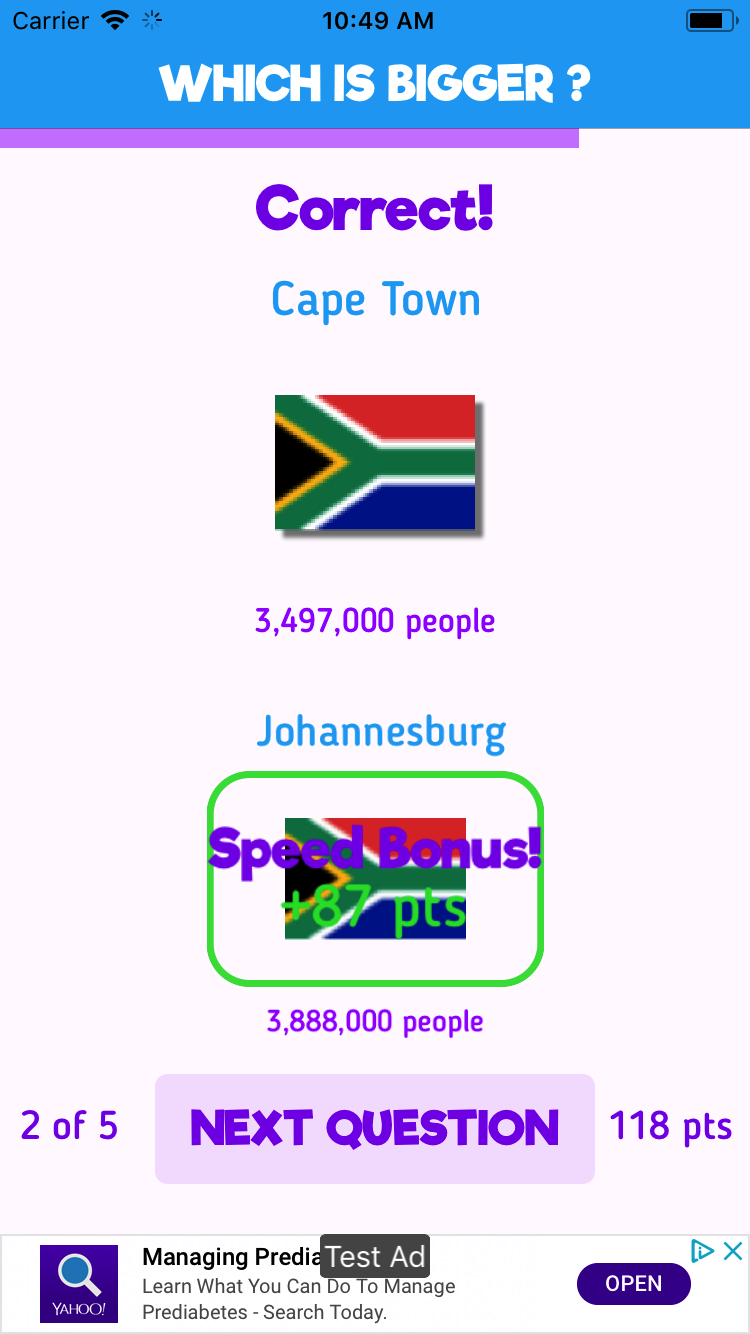 Carrier 10:49 AM
WHICH IS BIGGER ?
Correct!
Cape Town
3,497,000 people
Johannesburg
Speed Bonus!
+87 pts
3,888,000 people
2 of 5 NEXT QUESTION 118 pts
Managing Predia
Test Ad
Learn What You Can Do To Manage
Prediabetes - Search Today.
YAHOO!
OPEN